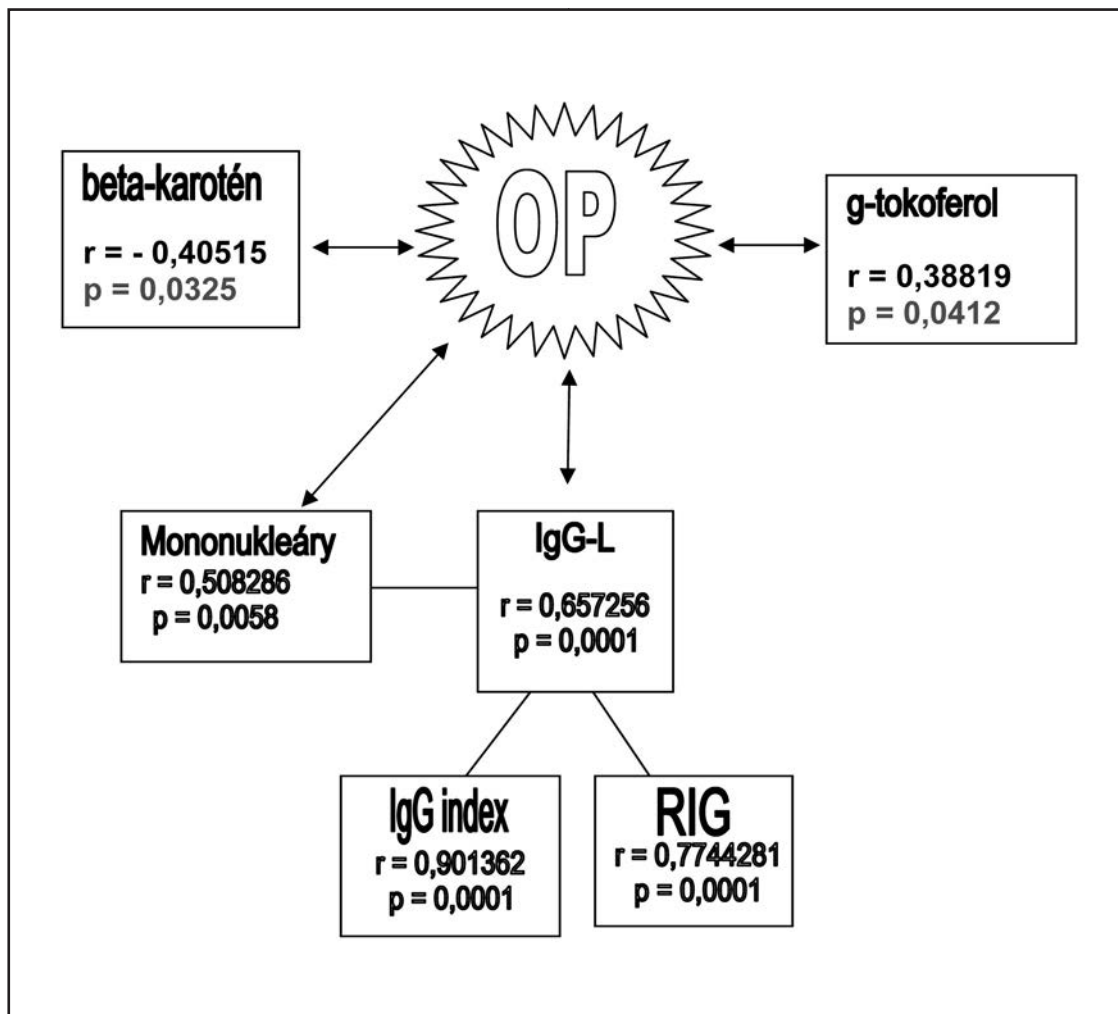 OP
beta-karotén
r = - 0,40515
p = 0,0325
g-tokoferol
r = 0,38819
p = 0,0412
Mononukleáry
r = 0,508286
p = 0,0058
IgG-L
r = 0,657256
p = 0,0001
IgG index
r = 0,901362
p = 0,0001
RIG
r = 0,7744281
p = 0,0001